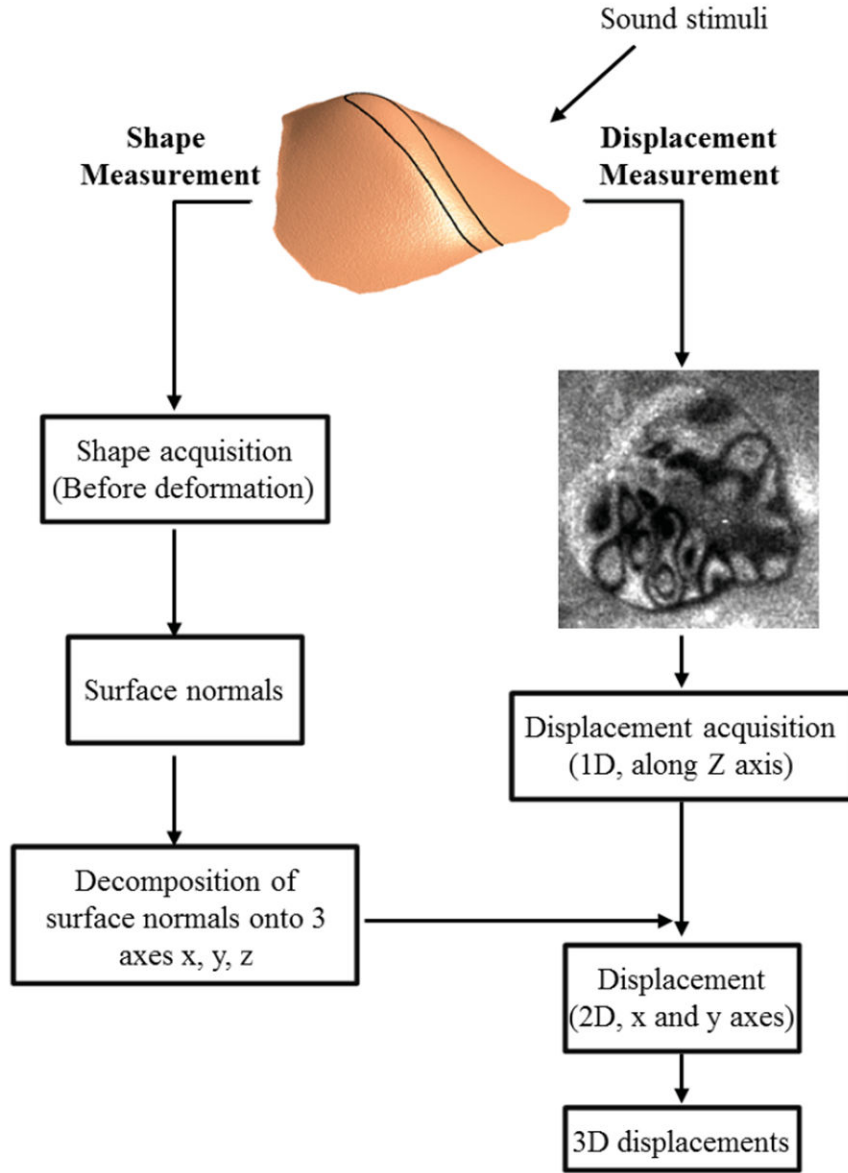 Sound stimuli
Shape
Measurement
Displacement
Measurement
Shape acquisition
(Before deformation)
Surface normals
Displacement acquisition
(1D, along Z axis)
Decomposition of
surface normals onto 3
axes x, y, z
Displacement
(2D, x and y axes)
3D displacements